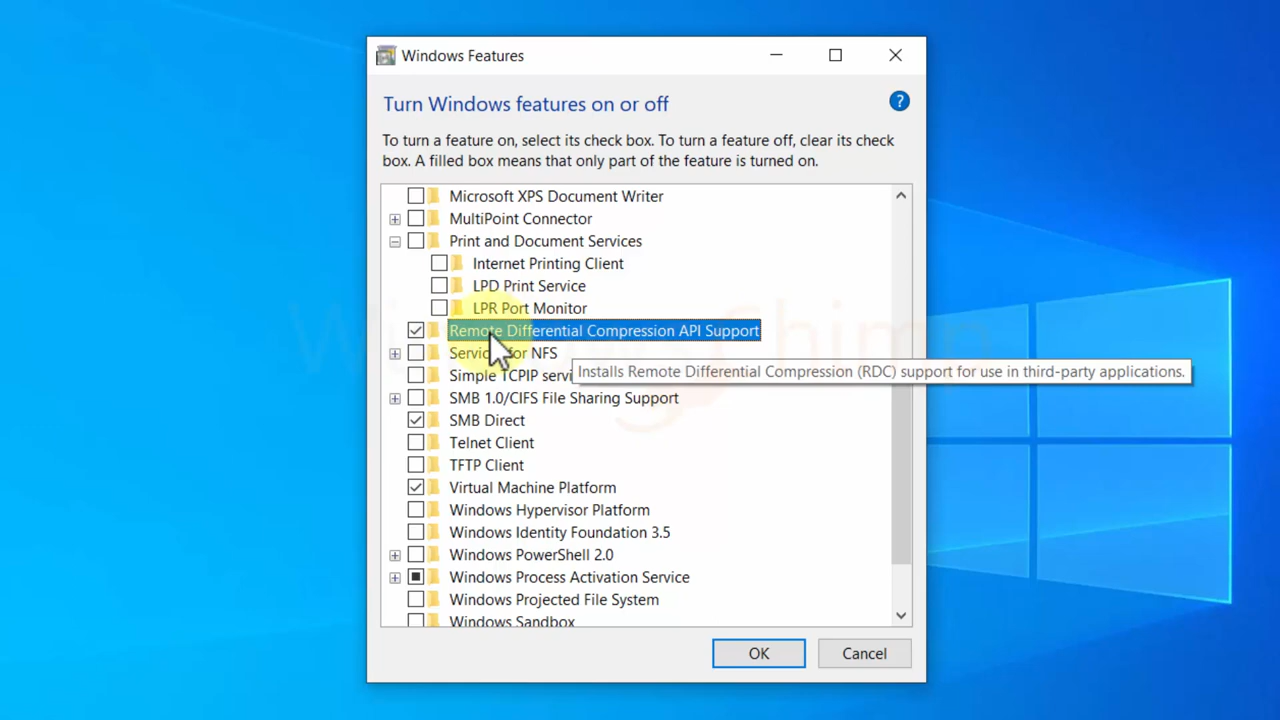 Windows Features
Turn Windows features on or off
?
To turn a feature on, select its check box. To turn a feature off, clear its check
box. A filled box means that only part of the feature is turned on.
Microsoft XPS Document Writer
MultiPoint Connector
Print and Document Services
Internet Printing Client
LPD Print Service
LPR Port Monitor
Remote Differential Compression API Support
Services for NFS
Installs Remote Differential Compression (RDC) support for use in third-party applications.
Simple TCPIP servi
SMB 1.0/CIFS File Sharing Support
SMB Direct
Telnet Client
TFTP Client
Virtual Machine Platform
Windows Hypervisor Platform
Windows Identity Foundation 3.5
Windows PowerShell 2.0
Windows Process Activation Service
Windows Projected File System
Windows Sandbox
OK
Cancel